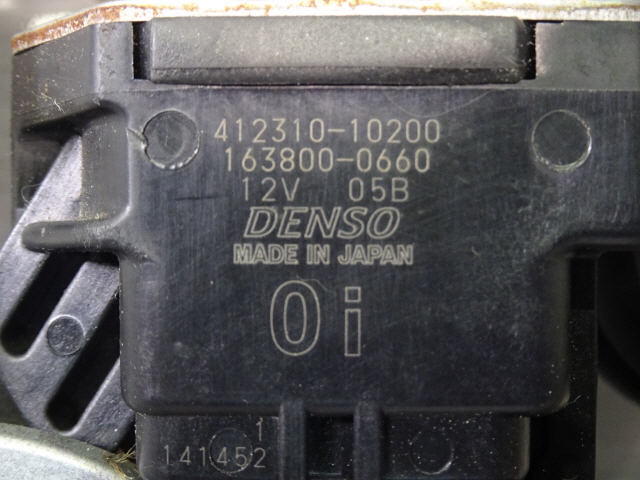 412310-10200
163800-0660
12V 05B
DENSO
MADE IN JAPAN
0i
1
141452